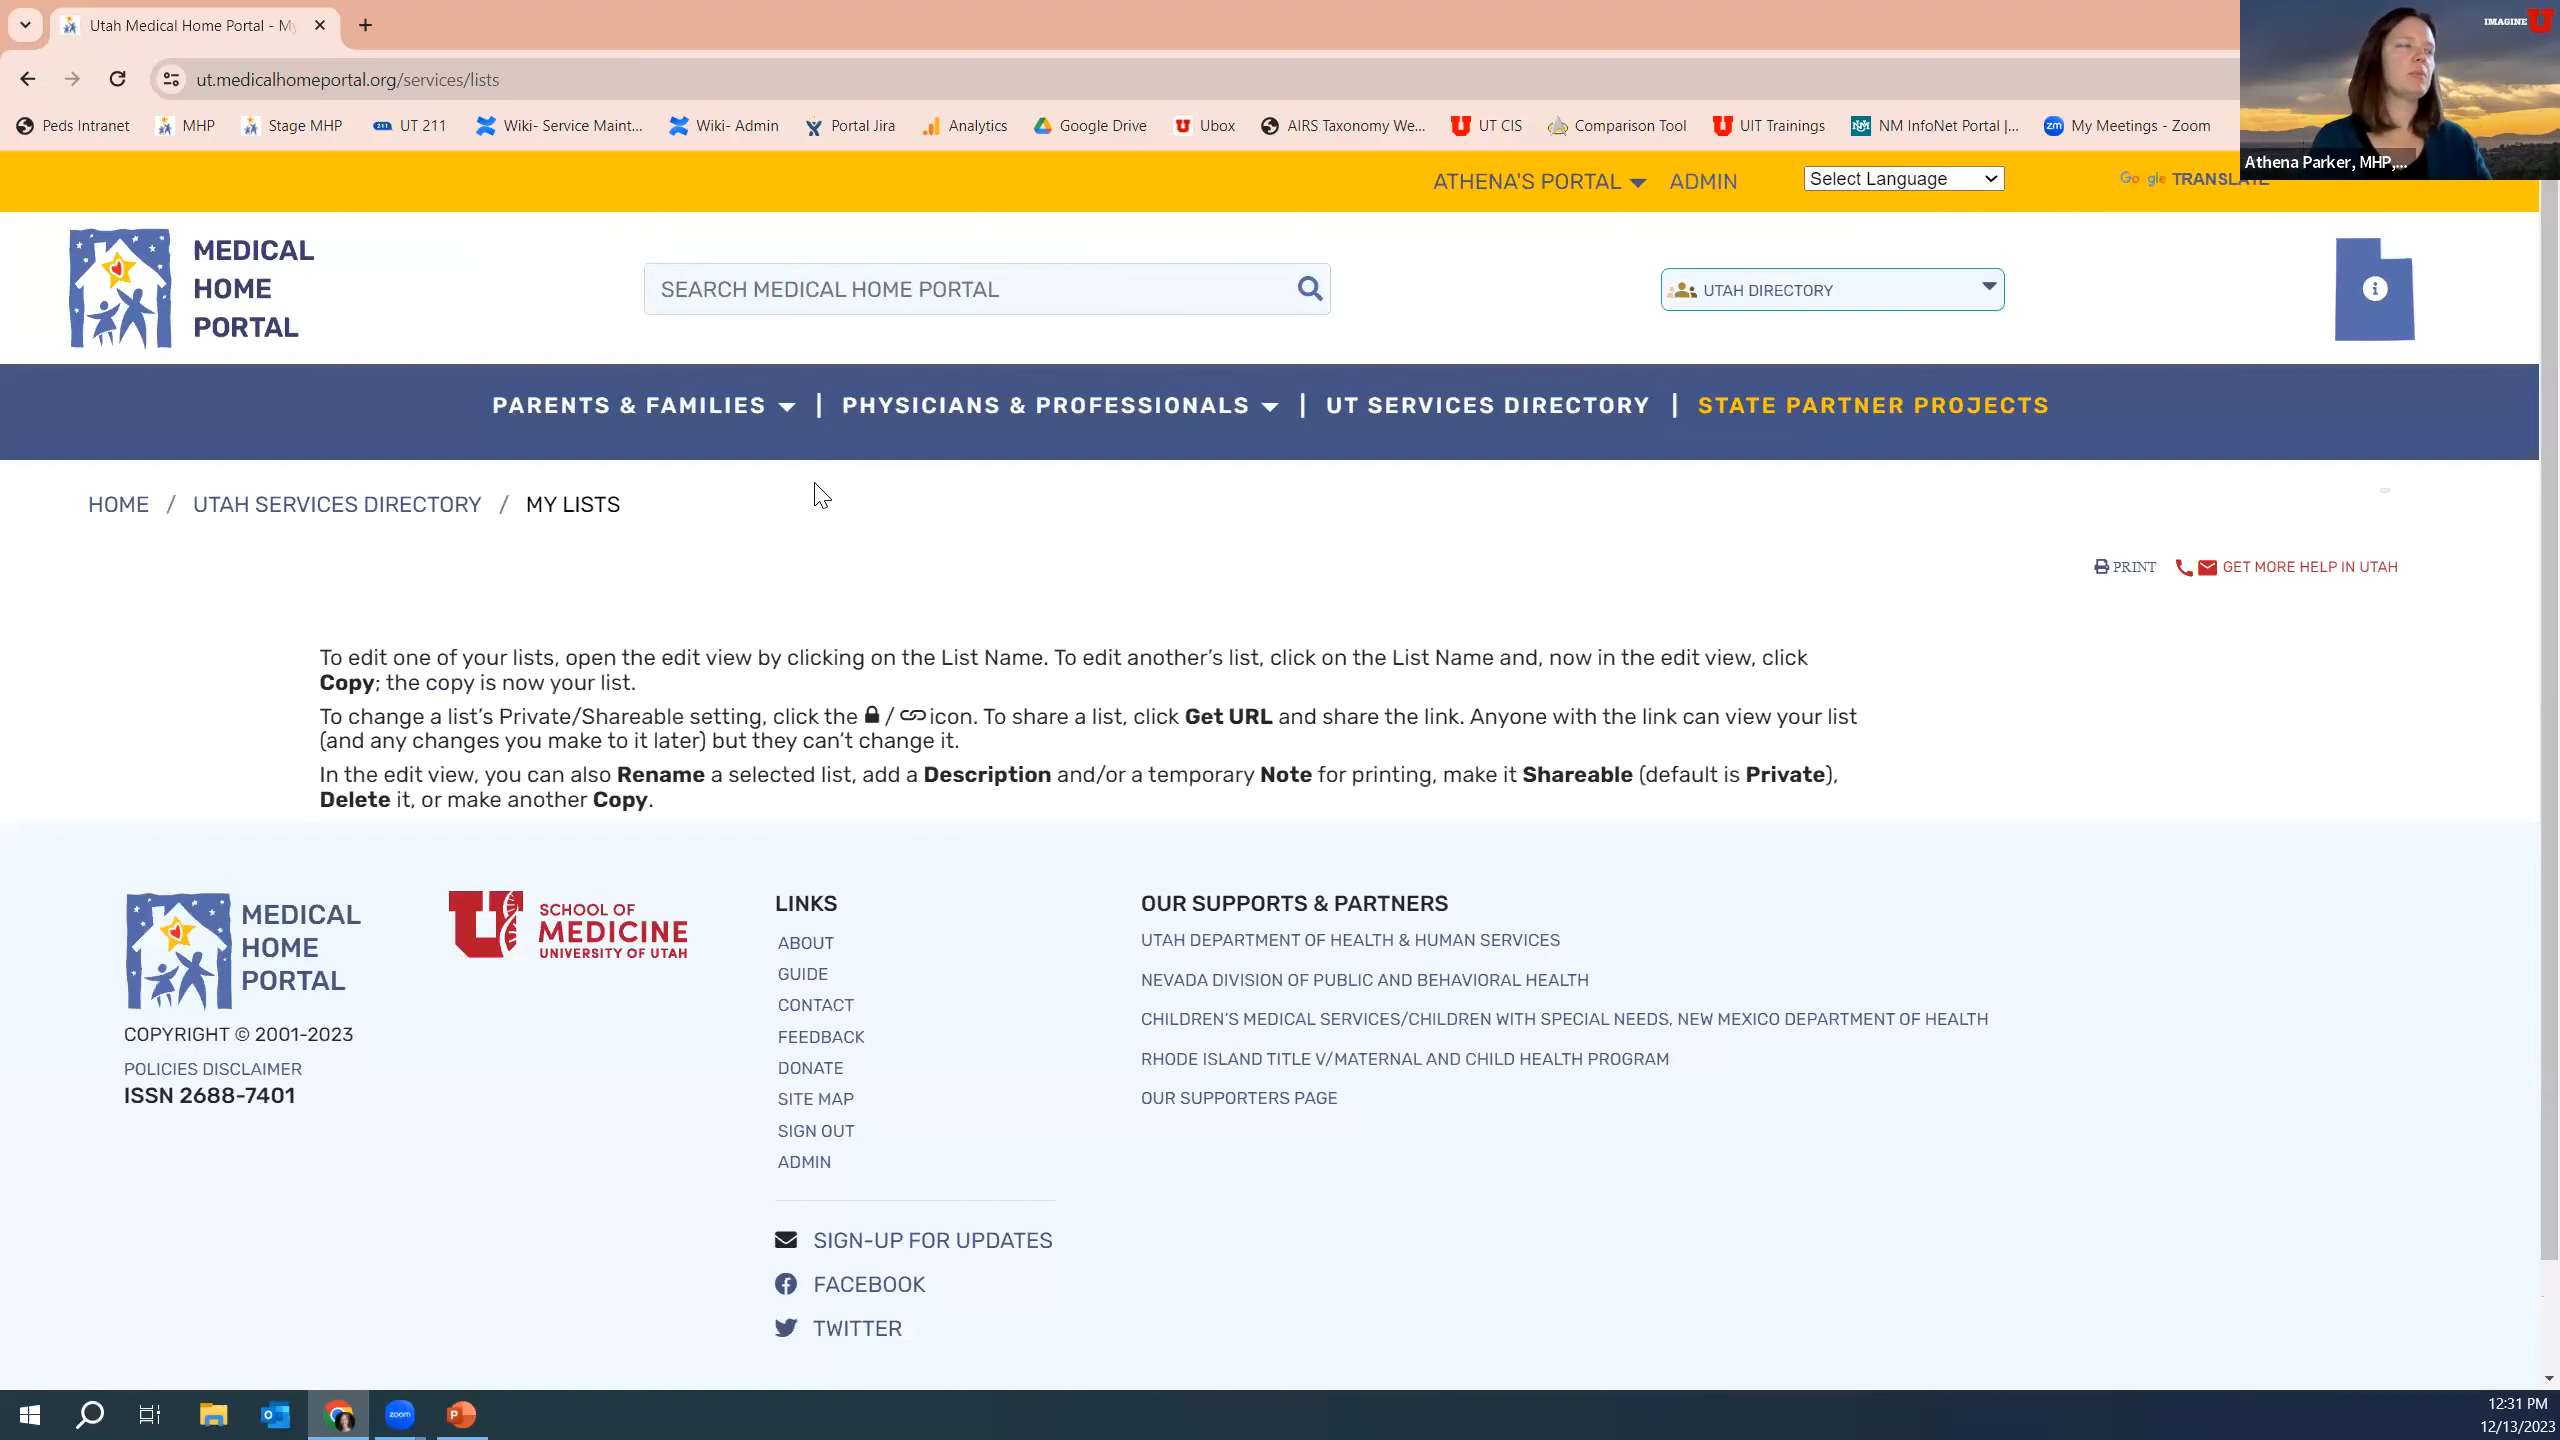 Utah Medical Home Portal - My
ut.medicalhomeportal.org/services/lists
Peds Intranet MHP Stage MHP 211 UT 211 Wiki- Service Maint... Wiki- Admin Portal Jira Analytics Google Drive Ubox AIRS Taxonomy We... UT CIS Comparison Tool UIT Trainings NM InfoNet Portal |... zm My Meetings - Zoom
IMAGINE U
Athena Parker, MHP,...
ATHENA'S PORTAL ADMIN Select Language Google TRANSLATE
MEDICAL
HOME
PORTAL
SEARCH MEDICAL HOME PORTAL
UTAH DIRECTORY
PARENTS & FAMILIES | PHYSICIANS & PROFESSIONALS | UT SERVICES DIRECTORY | STATE PARTNER PROJECTS
HOME / UTAH SERVICES DIRECTORY / MY LISTS
PRINT GET MORE HELP IN UTAH
To edit one of your lists, open the edit view by clicking on the List Name. To edit another's list, click on the List Name and, now in the edit view, click
Copy; the copy is now your list.
To change a list's Private/Shareable setting, click the / icon. To share a list, click Get URL and share the link. Anyone with the link can view your list
(and any changes you make to it later) but they can't change it.
In the edit view, you can also Rename a selected list, add a Description and/or a temporary Note for printing, make it Shareable (default is Private),
Delete it, or make another Copy.
MEDICAL
HOME
PORTAL
COPYRIGHT © 2001-2023
POLICIES DISCLAIMER
ISSN 2688-7401
U SCHOOL OF
MEDICINE
UNIVERSITY OF UTAH
LINKS
ABOUT
GUIDE
CONTACT
FEEDBACK
DONATE
SITE MAP
SIGN OUT
ADMIN
SIGN-UP FOR UPDATES
FACEBOOK
TWITTER
OUR SUPPORTS & PARTNERS
UTAH DEPARTMENT OF HEALTH & HUMAN SERVICES
NEVADA DIVISION OF PUBLIC AND BEHAVIORAL HEALTH
CHILDREN'S MEDICAL SERVICES/CHILDREN WITH SPECIAL NEEDS, NEW MEXICO DEPARTMENT OF HEALTH
RHODE ISLAND TITLE V/MATERNAL AND CHILD HEALTH PROGRAM
OUR SUPPORTERS PAGE
zoom
12:31 PM
12/13/2023